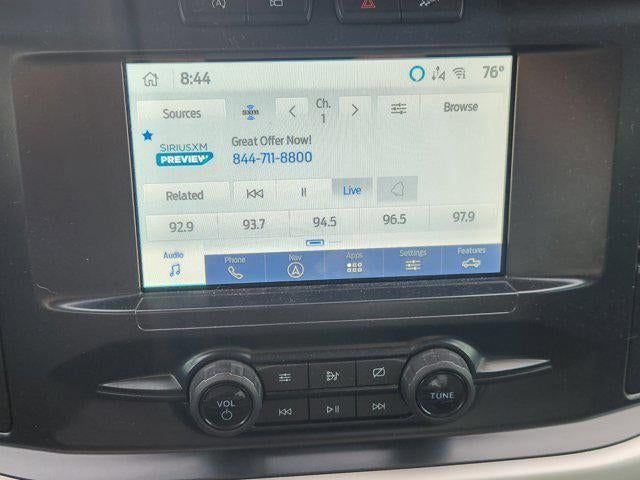 8:44
76°
Sources
Ch.
1
Browse
SIRIUSXM
PREVIEW
Great Offer Now!
844-711-8800
Related
Live
92.9
93.7
94.5
96.5
97.9
Audio
Phone
Nav
Apps
Settings
Features
VOL
TUNE